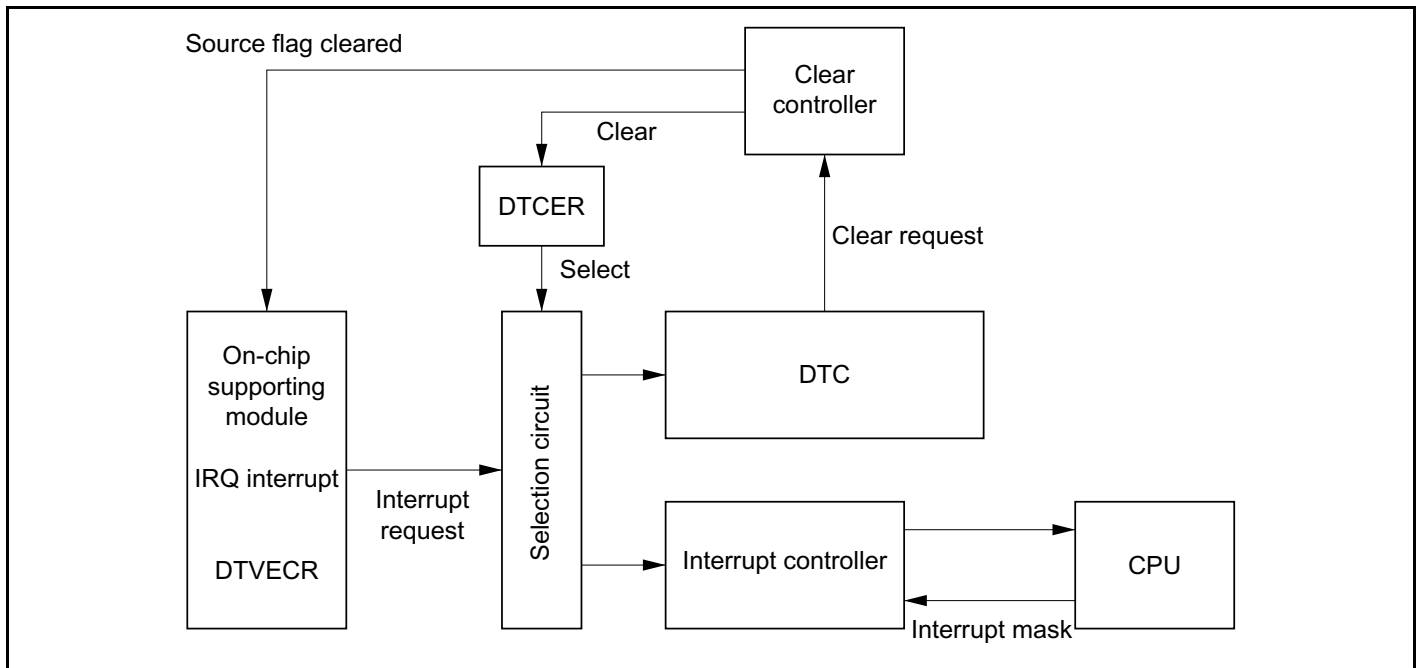 Source flag cleared
Clear
controller
Clear
DTCER
Clear request
Select
On-chip
supporting
module
DTC
Selection circuit
IRQ interrupt
Interrupt
request
Interrupt controller
CPU
DTVECR
Interrupt mask